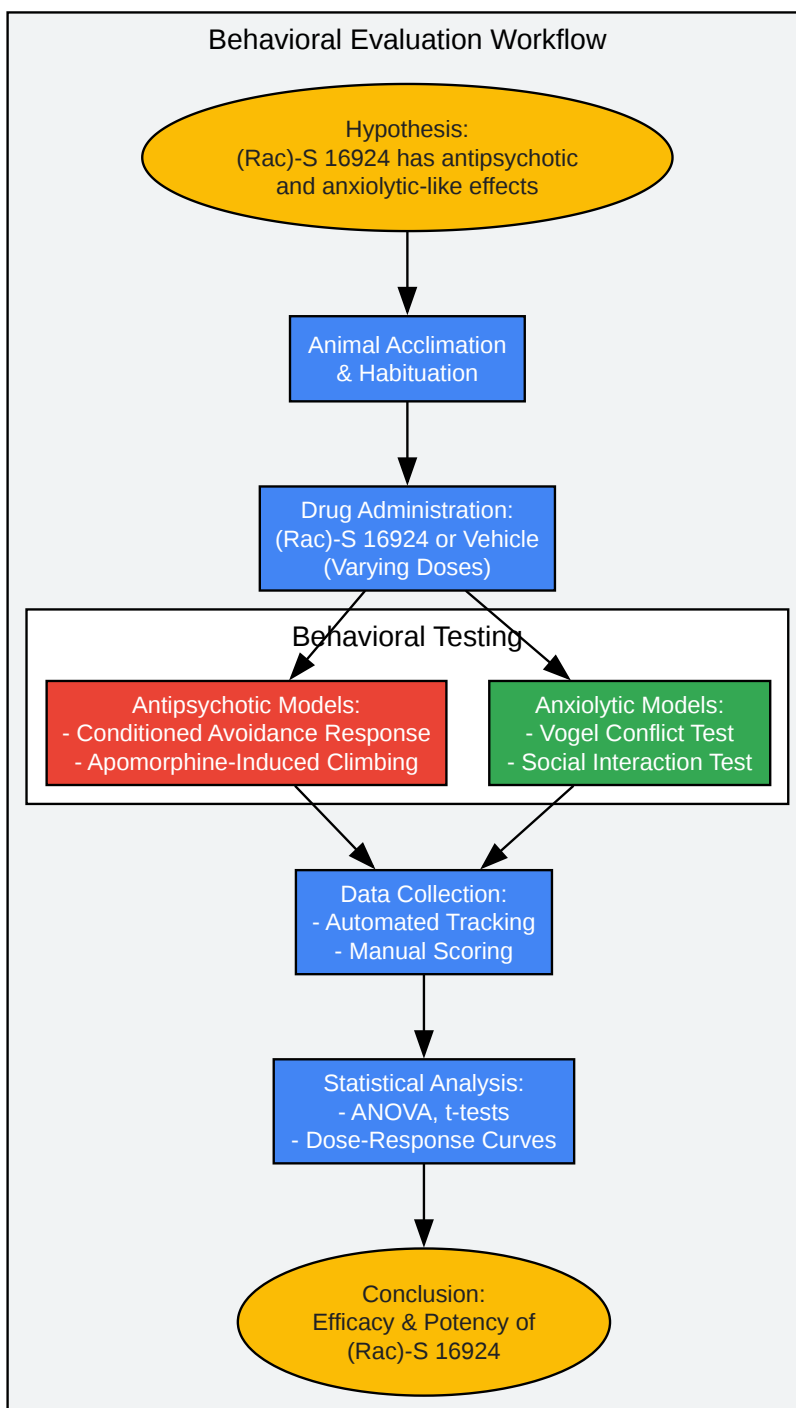 Behavioral Evaluation Workflow
Hypothesis:
(Rac)-S 16924 has antipsychotic
and anxiolytic-like effects
Animal Acclimation
& Habituation
Drug Administration:
(Rac)-S 16924 or Vehicle
(Varying Doses)
Behavioral Testing
Antipsychotic Models:
- Conditioned Avoidance Response
- Apomorphine-Induced Climbing
Anxiolytic Models:
- Vogel Conflict Test
- Social Interaction Test
Data Collection:
- Automated Tracking
- Manual Scoring
Statistical Analysis:
- ANOVA, t-tests
- Dose-Response Curves
Conclusion:
Efficacy & Potency of
(Rac)-S 16924